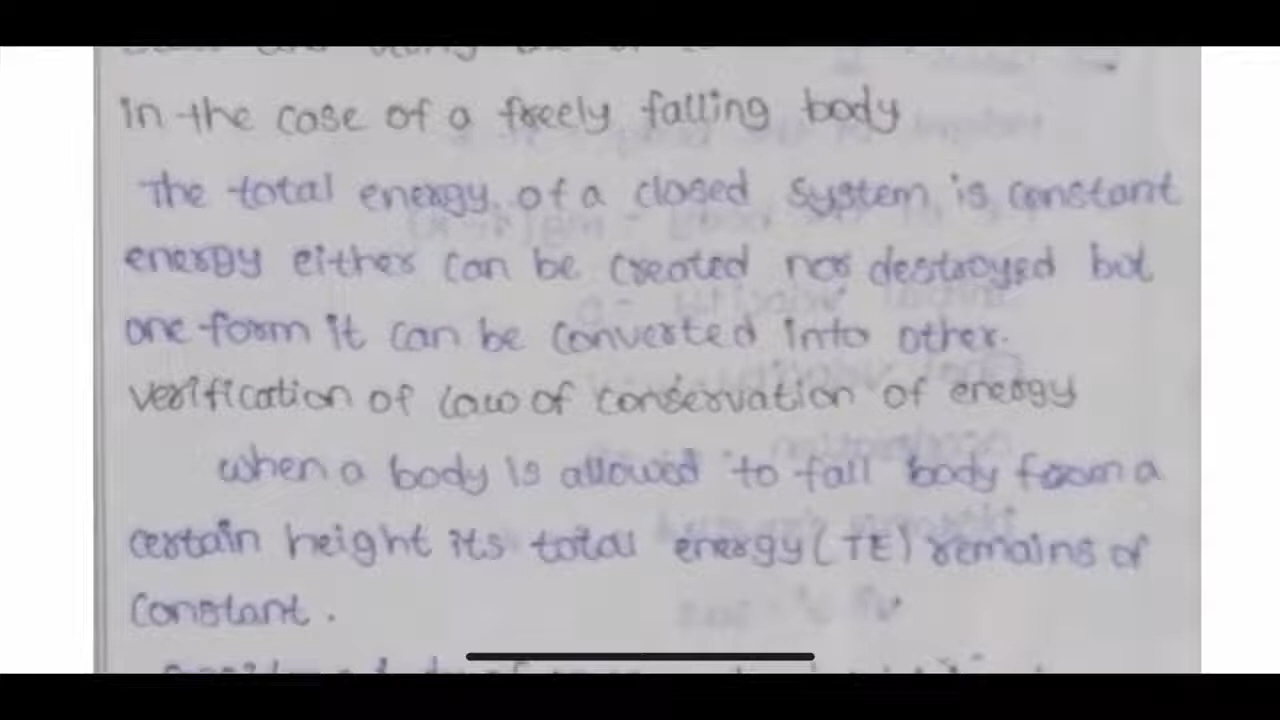 in the case of a freely falling body
The total energy of a closed system is constant
energy either can be created nor destroyed but
one form it can be converted into other.
verification of law of conservation of energy
when a body is allowed to fall body from a
certain height its total energy (TE) remains of
constant.